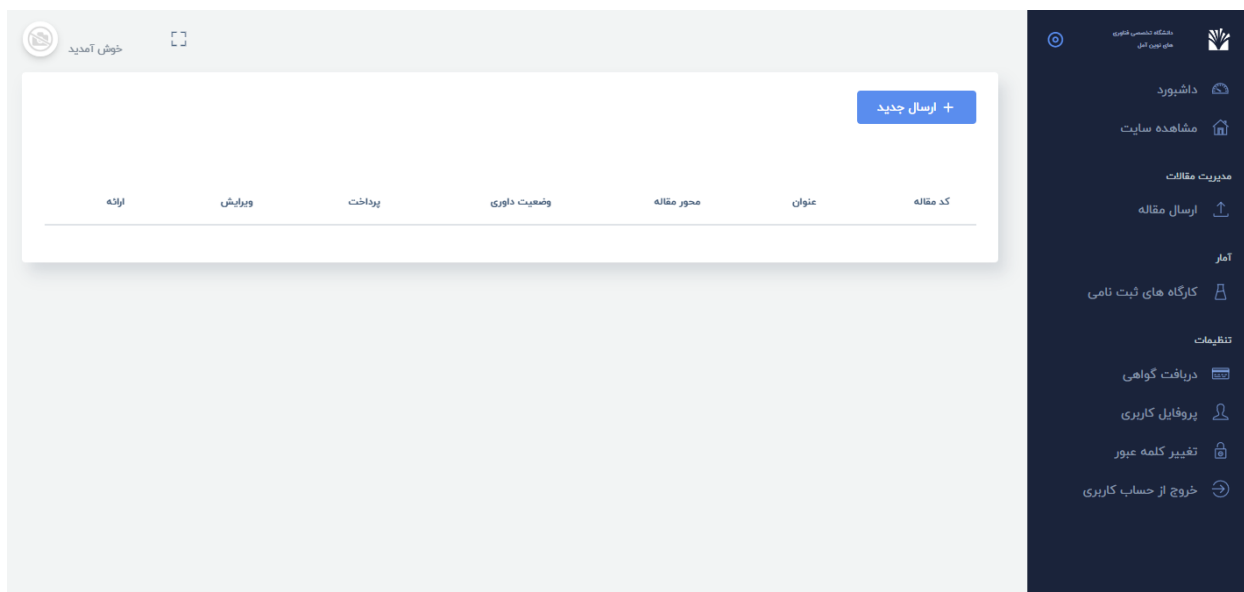 دانشگاه تخصصی فناوری
های نوین آمل
خوش آمدید
داشبورد
مشاهده سایت
مدیریت مقالات
ارسال مقاله
آمار
کارگاه های ثبت نامی
تنظیمات
دریافت گواهی
پروفایل کاربری
تغییر کلمه عبور
خروج از حساب کاربری
+ ارسال جدید
کد مقاله عنوان محور مقاله وضعیت داوری پرداخت ویرایش ارائه